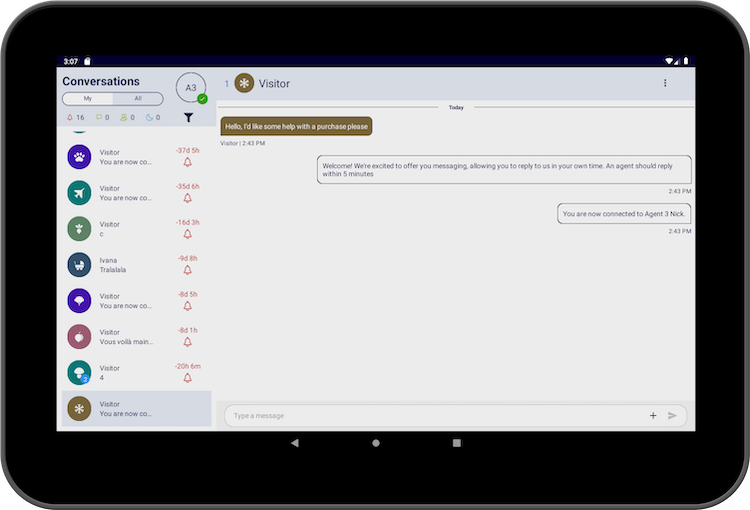 3:07
Conversations
A3
My All
16 0 0 0
Visitor -37d 5h
You are now co...
Visitor -35d 6h
You are now co...
Visitor -16d 3h
c
Ivana -9d 8h
Tralalala
Visitor -8d 5h
You are now co...
Visitor -8d 1h
Vous voilà main...
Visitor -20h 6m
2
4
Visitor
You are now co...
1 Visitor
Today
Hello, I'd like some help with a purchase please
Visitor | 2:43 PM
Welcome! We're excited to offer you messaging, allowing you to reply to us in your own time. An agent should reply
within 5 minutes
2:43 PM
You are now connected to Agent 3 Nick.
2:43 PM
Type a message